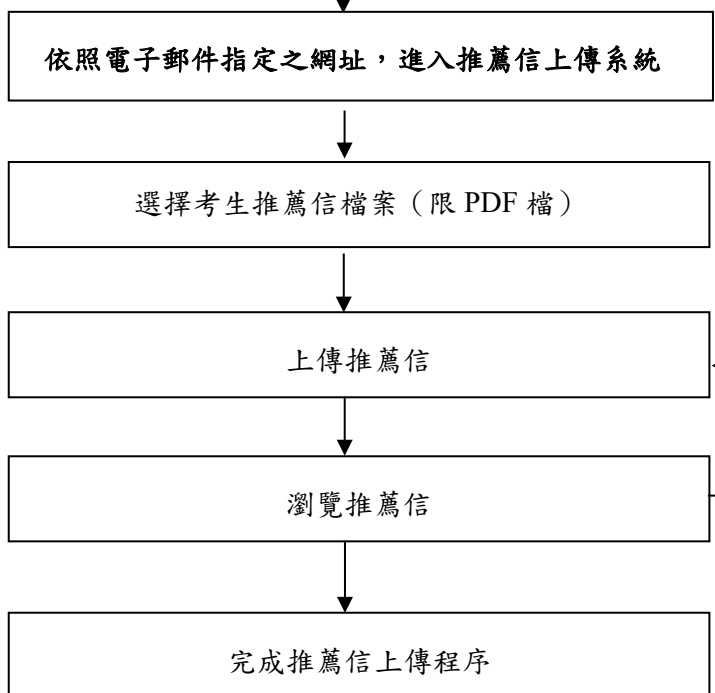 依照電子郵件指定之網址，進入推薦信上傳系統
選擇考生推薦信檔案（限 PDF 檔）
上傳推薦信
瀏覽推薦信
完成推薦信上傳程序